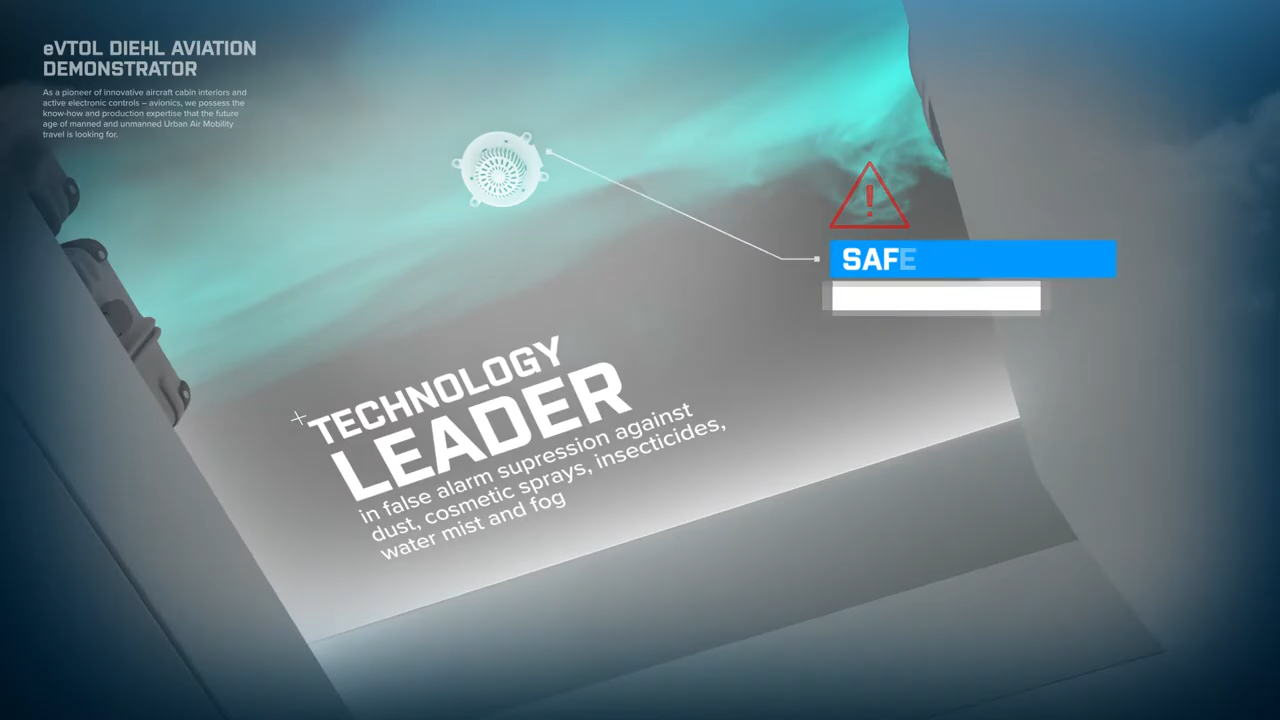 eVTOL DIEHL AVIATION
DEMONSTRATOR
As a pioneer of innovative aircraft cabin interiors and
active electronic controls – avionics, we possess the
know-how and production expertise that the future
age of manned and unmanned Urban Air Mobility
travel is looking for.
!
SAFE
TECHNOLOGY
LEADER
in false alarm supression against
dust, cosmetic sprays, insecticides,
water mist and fog